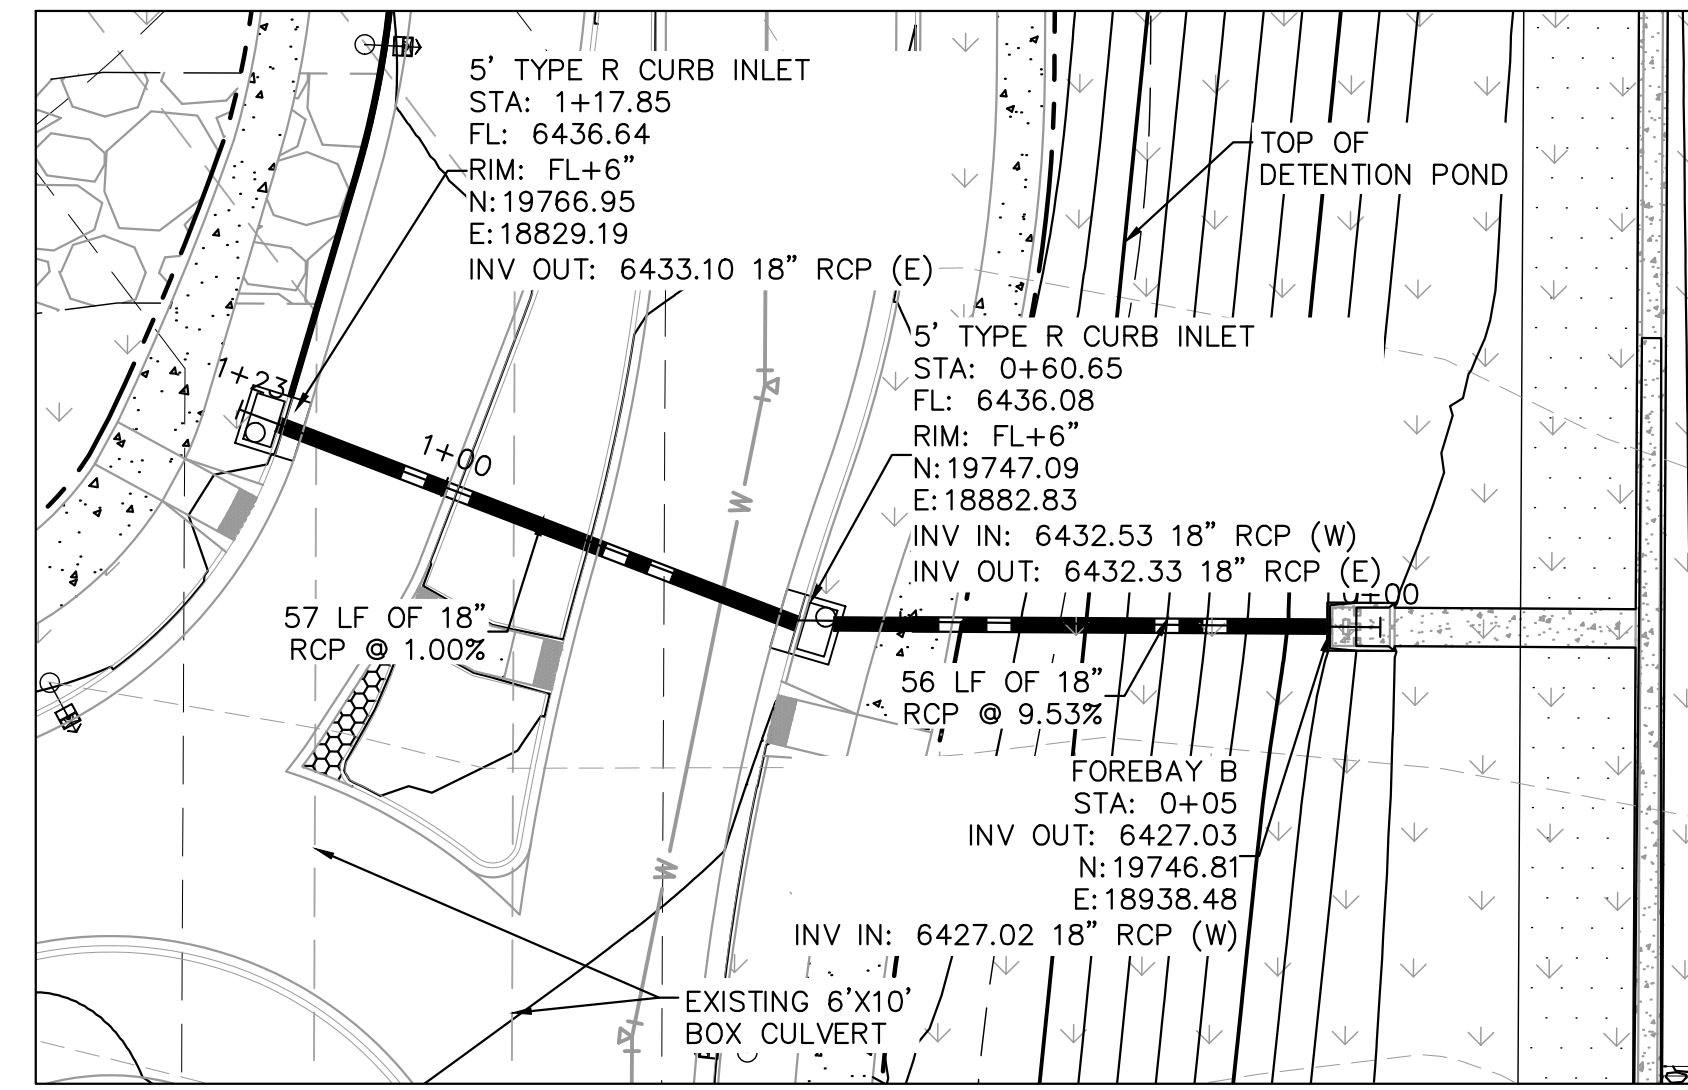 5' TYPE R CURB INLET
STA: 1+17.85
FL: 6436.64
RIM: FL+6"
N:19766.95
E:18829.19
INV OUT: 6433.10 18" RCP (E)
TOP OF
DETENTION POND
5' TYPE R CURB INLET
STA: 0+60.65
FL: 6436.08
RIM: FL+6"
N:19747.09
E:18882.83
INV IN: 6432.53 18" RCP (W)
INV OUT: 6432.33 18" RCP (E)
1+23
1+00
W
0+00
57 LF OF 18"
RCP @ 1.00%
56 LF OF 18"
RCP @ 9.53%
FOREBAY B
STA: 0+05
INV OUT: 6427.03
N:19746.81
E:18938.48
INV IN: 6427.02 18" RCP (W)
W
EXISTING 6'X10'
BOX CULVERT